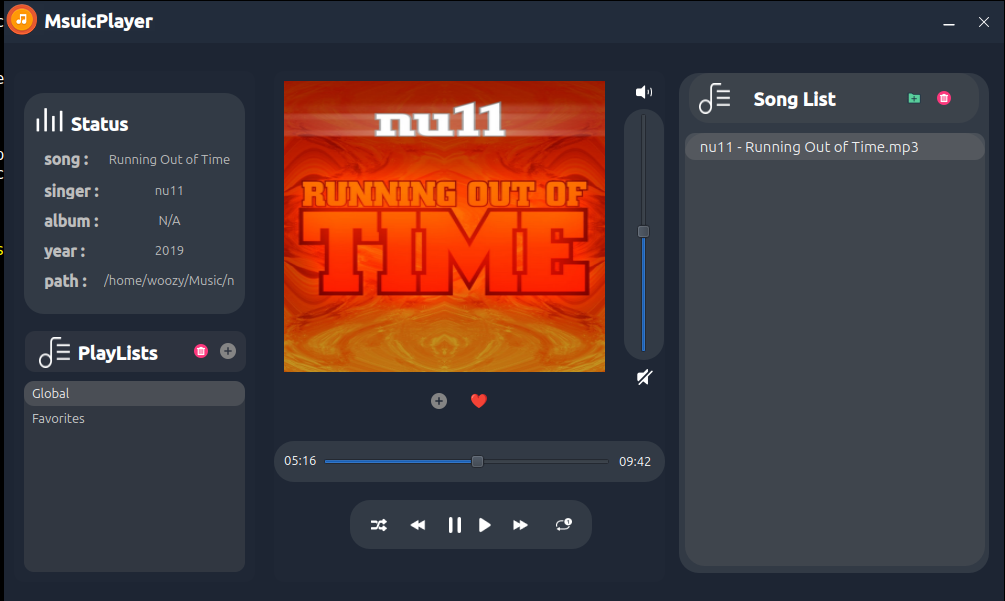 MsuicPlayer
Status
song : Running Out of Time
singer : nu11
album : N/A
year : 2019
path : /home/woozy/Music/n
PlayLists
Global
Favorites
nu11
RUNNING OUT OF
TIME
05:16 09:42
Song List
nu11 - Running Out of Time.mp3